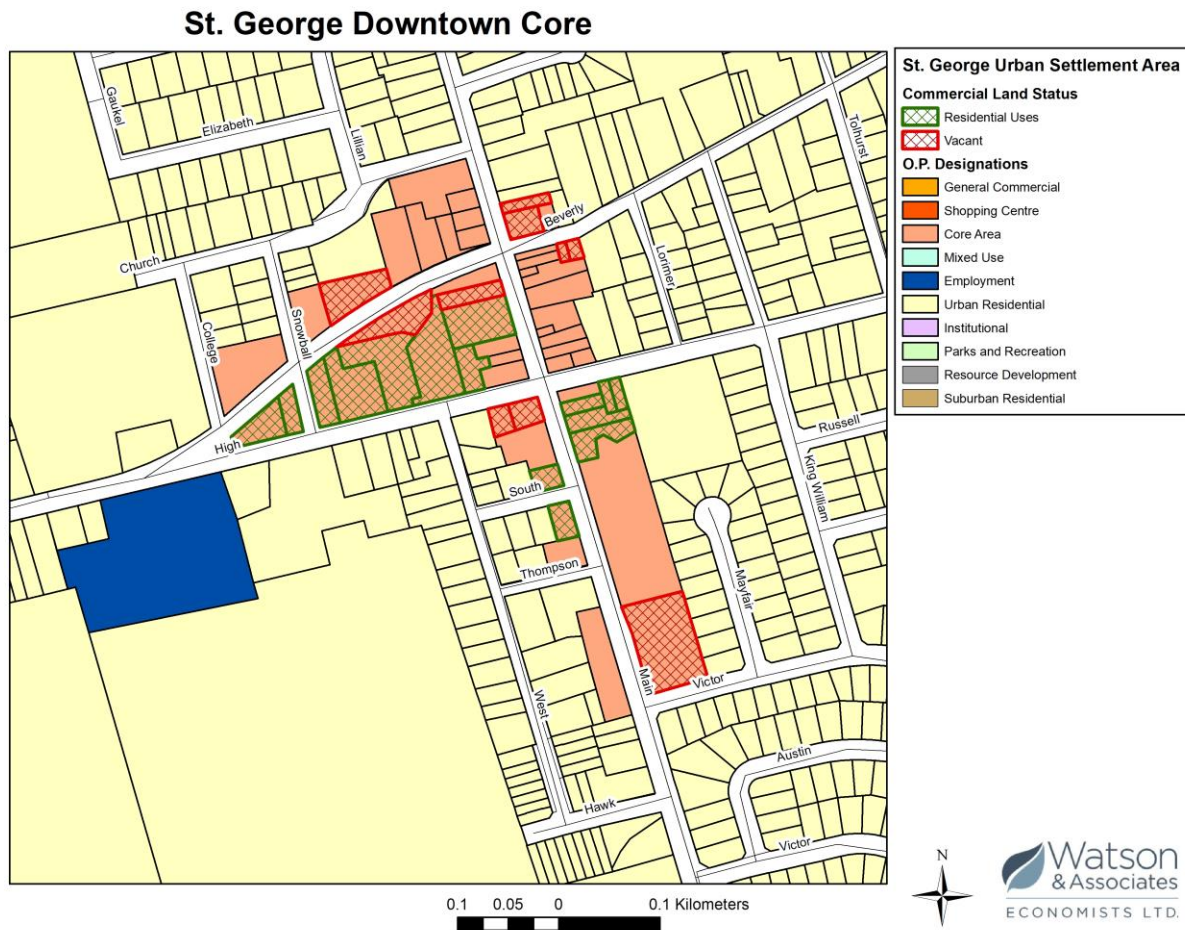 St. George Downtown Core
St. George Urban Settlement Area
Commercial Land Status
Residential Uses
Vacant
O.P. Designations
General Commercial
Shopping Centre
Core Area
Mixed Use
Employment
Urban Residential
Institutional
Parks and Recreation
Resource Development
Suburban Residential
Gaukel
Elizabeth
Lillian
Tolhurst
Beverly
Church
Lorimer
College
Snowball
High
Russell
King William
South
Thompson
Mayfair
Main
Victor
West
Austin
Hawk
Victor
0.1 0.05 0 0.1 Kilometers
N
Watson
& Associates
ECONOMISTS LTD.